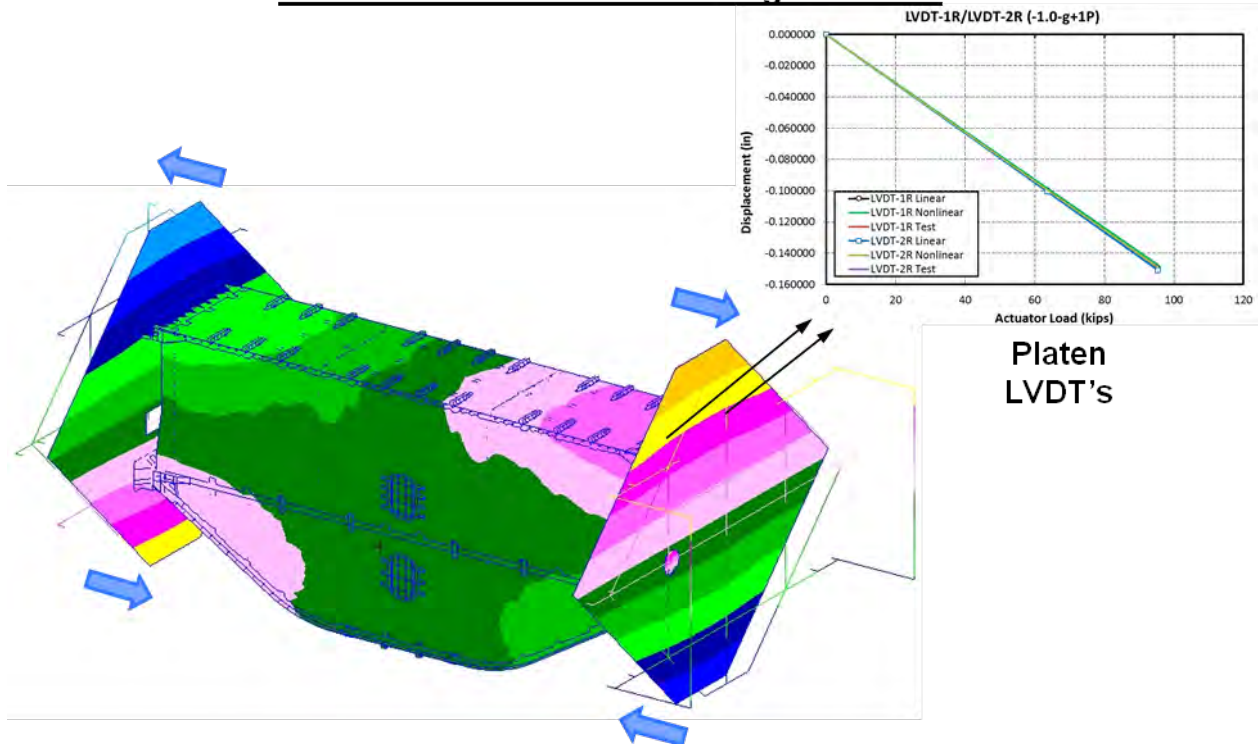 LVDT-1R/LVDT-2R (-1.0-g+1P)
0.000000
-0.020000
-0.040000
-0.060000
-0.080000
-0.100000
-0.120000
-0.140000
-0.160000
Displacement (in)
LVDT-1R Linear
LVDT-1R Nonlinear
LVDT-1R Test
LVDT-2R Linear
LVDT-2R Nonlinear
LVDT-2R Test
0 20 40 60 80 100 120
Actuator Load (kips)
Platen
LVDT's